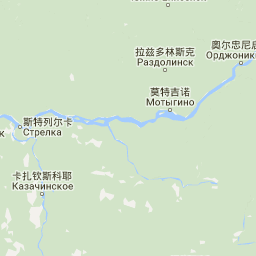 拉兹多林斯克
Раздолинск
奥尔忠尼启
Орджоники
莫特吉诺
Мотыгино
斯特列尔卡
Стрелка
卡扎钦斯科耶
Казачинское